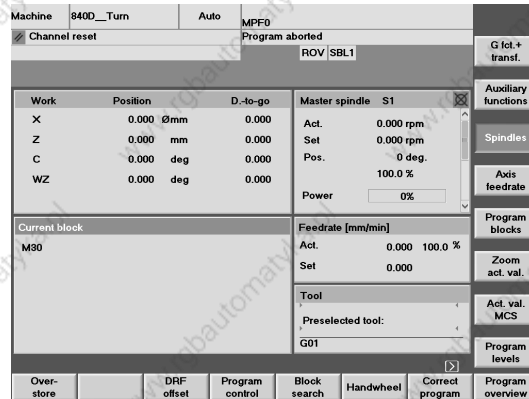 Machine 840D__Turn Auto MPF0
Channel reset Program aborted
ROV SBL1
Work Position D.-to-go
X 0.000 Ømm 0.000
Z 0.000 mm 0.000
C 0.000 deg 0.000
WZ 0.000 deg 0.000
Master spindle S1
Act. 0.000 rpm
Set 0.000 rpm
Pos. 0 deg.
100.0 %
Power 0%
Current block
M30
Feedrate [mm/min]
Act. 0.000 100.0 %
Set 0.000
Tool
Preselected tool:
G01
G fct.+
transf.
Auxiliary
functions
Spindles
Axis
feedrate
Program
blocks
Zoom
act. val.
Act. val.
MCS
Program
levels
Over-
store
DRF
offset
Program
control
Block
search
Handwheel
Correct
program
Program
overview
www.rgbautomatyka.pl